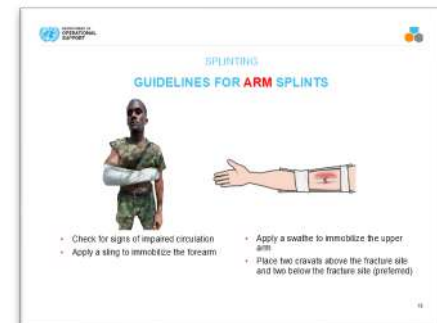 DEPARTMENT OF
OPERATIONAL
SUPPORT
SPLINTING
GUIDELINES FOR ARM SPLINTS
• Check for signs of impaired circulation
• Apply a sling to immobilize the forearm
• Apply a swathe to immobilize the upper
arm
• Place two cravats above the fracture site
and two below the fracture site (preferred)